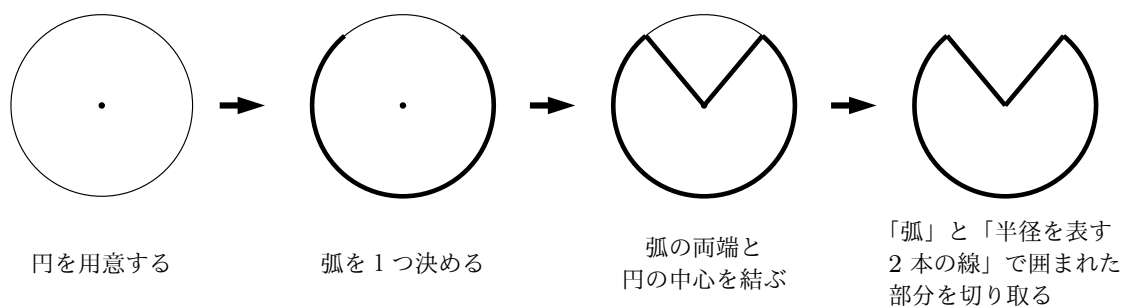 円を用意する
弧を 1 つ決める
弧の両端と
円の中心を結ぶ
「弧」と「半径を表す
2 本の線」で囲まれた
部分を切り取る